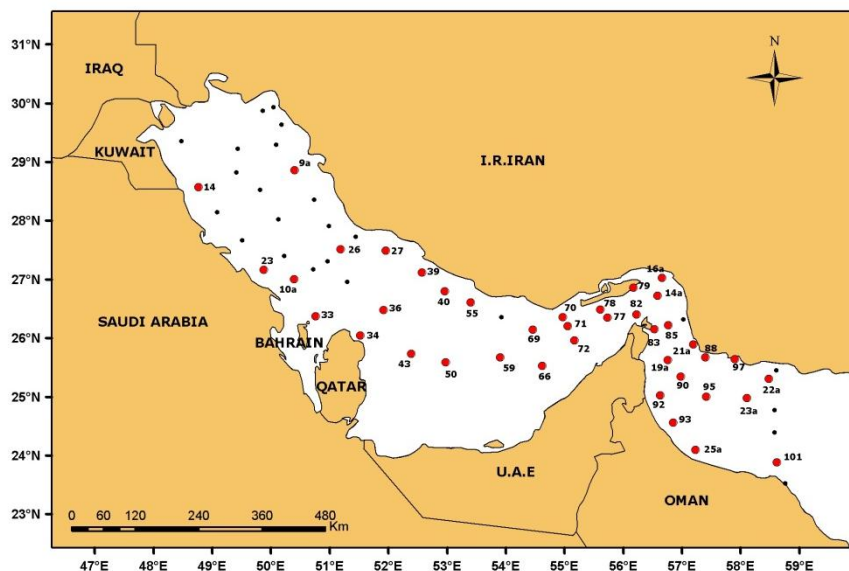 N
31°N
IRAQ
30°N
KUWAIT
29°N
9a
I.R.IRAN
14
28°N
26
27
23
39
16a
27°N
10a
40
79
14a
36
55
78
82
33
70
77
SAUDI ARABIA
71
85
26°N
BAHRAIN
34
69
83
72
21a
88
43
59
19a
97
QATAR
50
66
90
22a
25°N
92
95
23a
93
24°N
25a
101
U.A.E
OMAN
23°N
0 60 120 240 360 480
Km
47°E 48°E 49°E 50°E 51°E 52°E 53°E 54°E 55°E 56°E 57°E 58°E 59°E